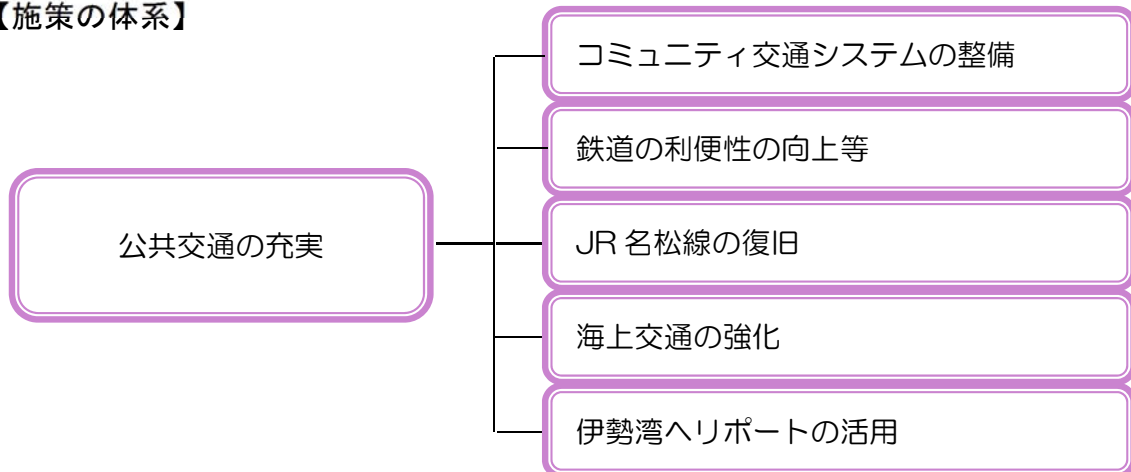 【施策の体系】
コミュニティ交通システムの整備
鉄道の利便性の向上等
公共交通の充実
JR名松線の復旧
海上交通の強化
伊勢湾ヘリポートの活用